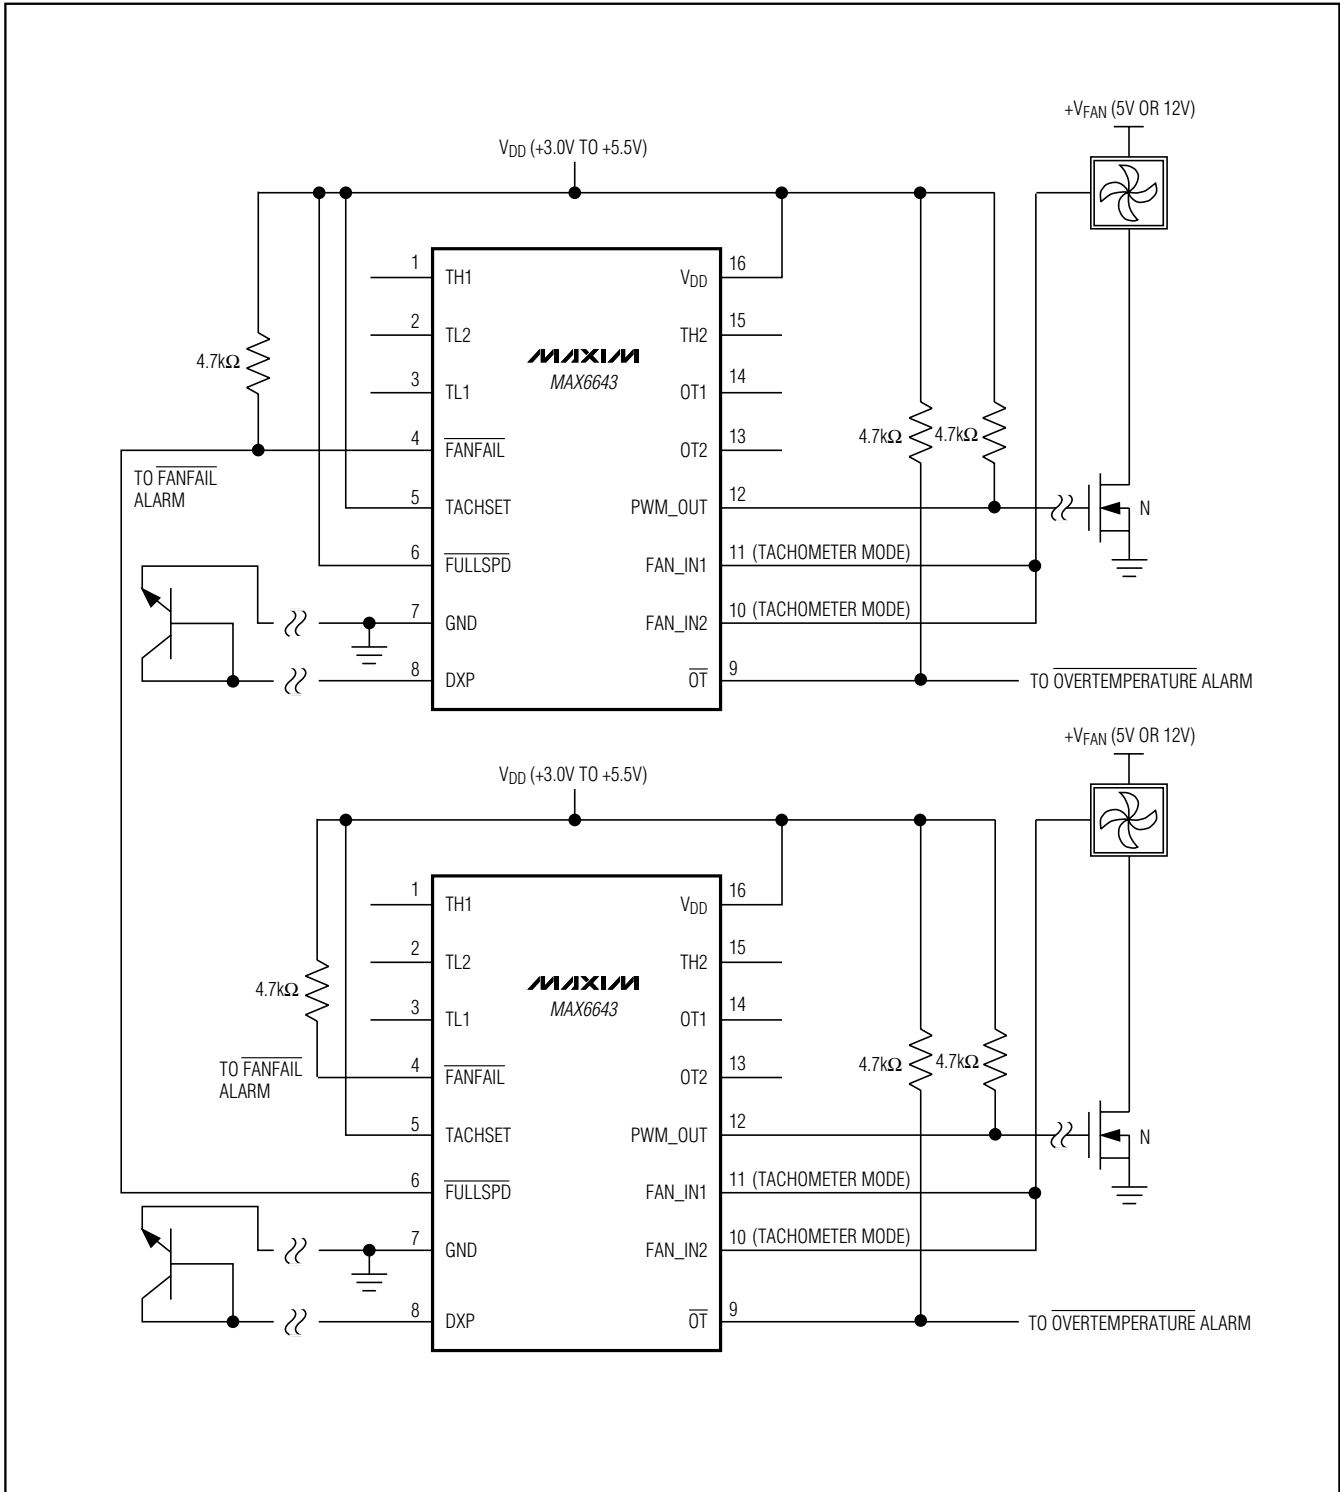 +VFAN (5V OR 12V)
VDD (+3.0V TO +5.5V)
1
TH1
VDD
16
2
TL2
TH2
15
4.7kΩ
MAXIM
MAX6643
3
TL1
OT1
14
4
FANFAIL
OT2
13
4.7kΩ
4.7kΩ
TO FANFAIL
ALARM
5
TACHSET
PWM_OUT
12
N
6
FULLSPD
FAN_IN1
11 (TACHOMETER MODE)
7
GND
FAN_IN2
10 (TACHOMETER MODE)
8
DXP
OT
9
TO OVERTEMPERATURE ALARM
+VFAN (5V OR 12V)
VDD (+3.0V TO +5.5V)
1
TH1
VDD
16
2
TL2
TH2
15
4.7kΩ
MAXIM
MAX6643
3
TL1
OT1
14
TO FANFAIL
ALARM
4
FANFAIL
OT2
13
4.7kΩ
4.7kΩ
5
TACHSET
PWM_OUT
12
N
6
FULLSPD
FAN_IN1
11 (TACHOMETER MODE)
7
GND
FAN_IN2
10 (TACHOMETER MODE)
8
DXP
OT
9
TO OVERTEMPERATURE ALARM